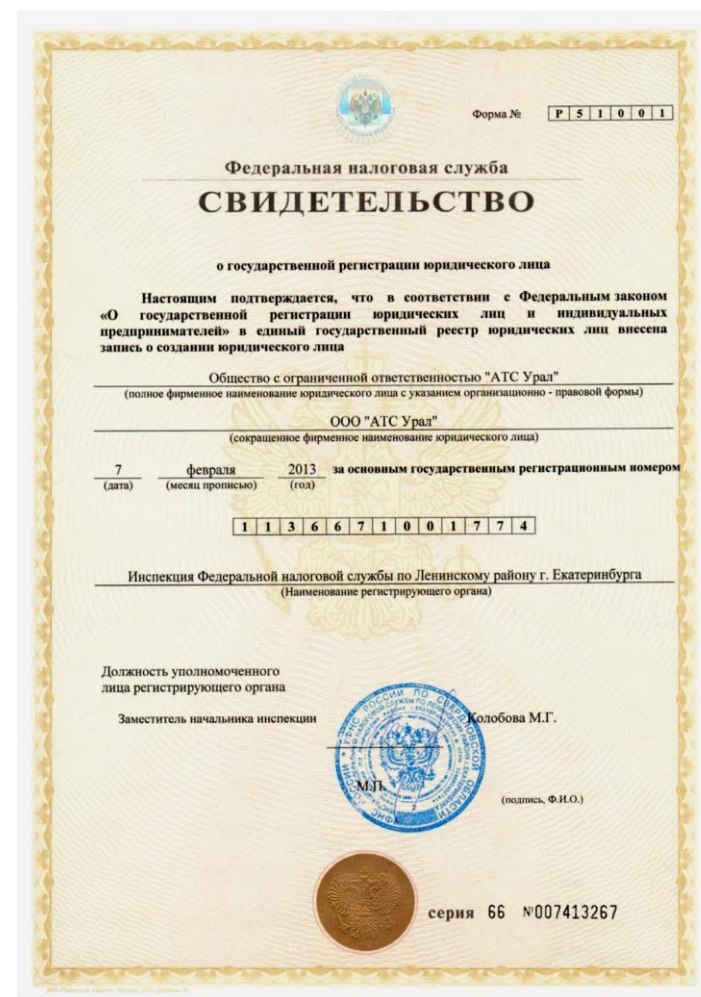 Форма № Р 5 1 0 0 1
Федеральная налоговая служба
СВИДЕТЕЛЬСТВО
о государственной регистрации юридического лица
Настоящим подтверждается, что в соответствии с Федеральным законом
«О государственной регистрации юридических лиц и индивидуальных
предпринимателей» в единый государственный реестр юридических лиц внесена
запись о создании юридического лица
Общество с ограниченной ответственностью "АТС Урал"
(полное фирменное наименование юридического лица с указанием организационно - правовой формы)
ООО "АТС Урал"
(сокращенное фирменное наименование юридического лица)
7 февраля 2013 за основным государственным регистрационным номером
(дата) (месяц прописью) (год)
1 1 3 6 6 7 1 0 0 1 7 7 4
Инспекция Федеральной налоговой службы по Ленинскому району г. Екатеринбурга
(Наименование регистрирующего органа)
Должность уполномоченного
лица регистрирующего органа
Заместитель начальника инспекции Колобова М.Г.
М.П.
(подпись, Ф.И.О.)
серия 66 №007413267